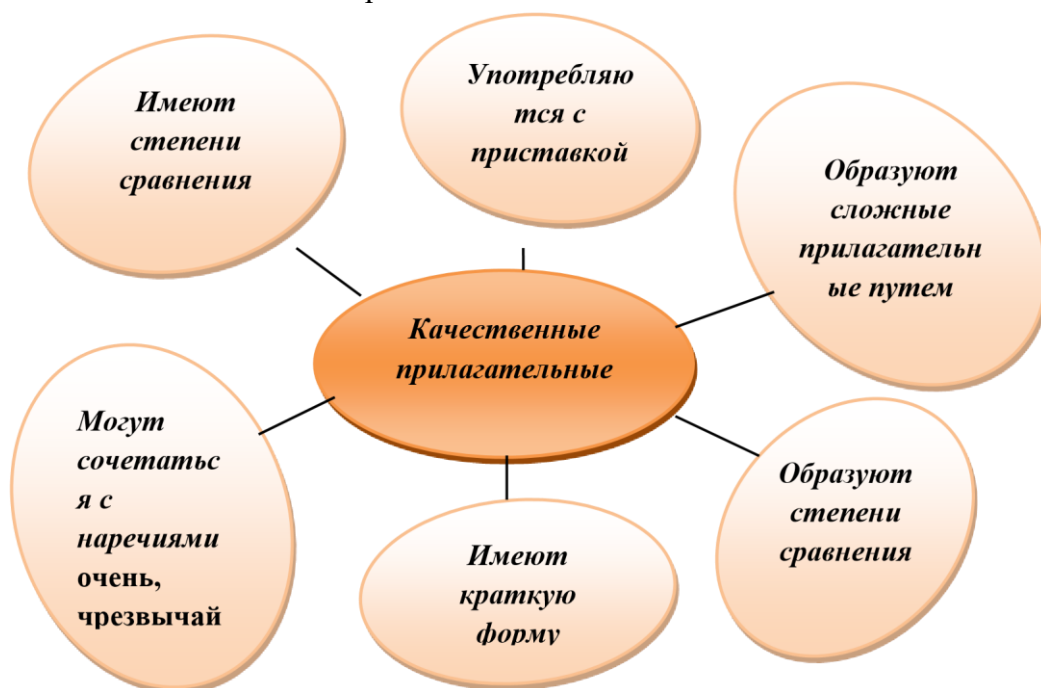 Имеют
степени
сравнения
Употребляю
тся с
приставкой
Образуют
сложные
прилагательн
ые путем
Качественные
прилагательные
Могут
сочетатьс
я с
наречиями
очень,
чрезвычай
Имеют
краткую
форму
Образуют
степени
сравнения